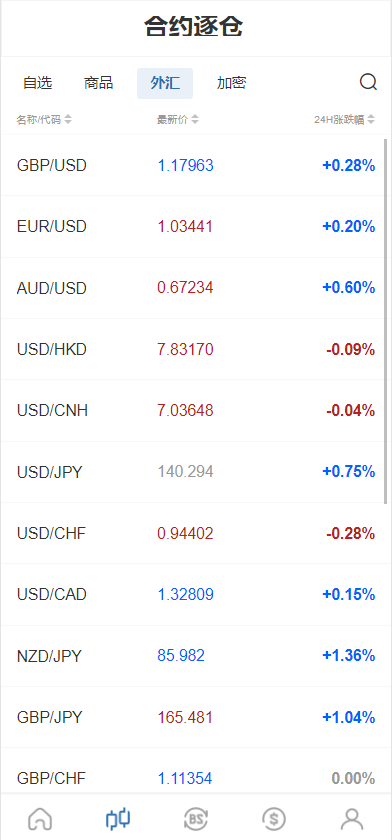 合约逐仓
自选 商品 外汇 加密
名称/代码 最新价 24H涨跌幅
GBP/USD 1.17963 +0.28%
EUR/USD 1.03441 +0.20%
AUD/USD 0.67234 +0.60%
USD/HKD 7.83170 -0.09%
USD/CNH 7.03648 -0.04%
USD/JPY 140.294 +0.75%
USD/CHF 0.94402 -0.28%
USD/CAD 1.32809 +0.15%
NZD/JPY 85.982 +1.36%
GBP/JPY 165.481 +1.04%
GBP/CHF 1.11354 0.00%
BS $